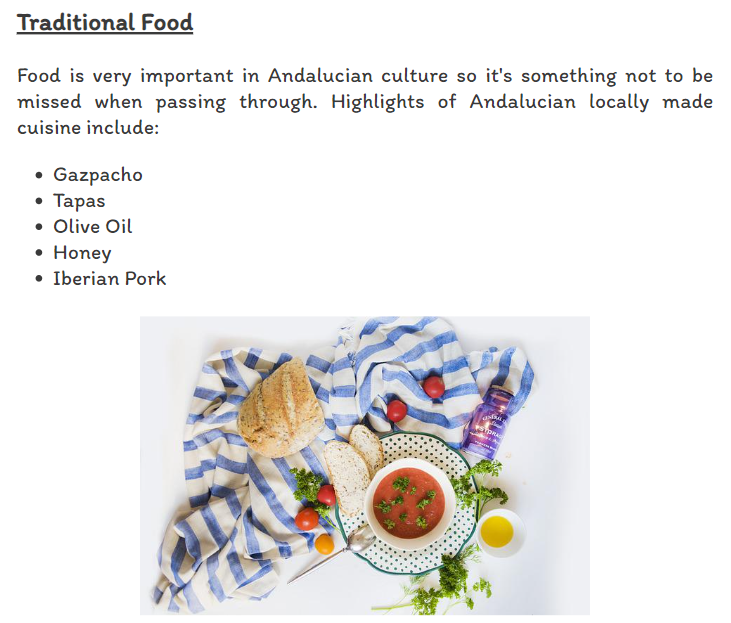 Traditional Food
Food is very important in Andalucian culture so it's something not to be
missed when passing through. Highlights of Andalucian locally made
cuisine include:
• Gazpacho
• Tapas
• Olive Oil
• Honey
• Iberian Pork